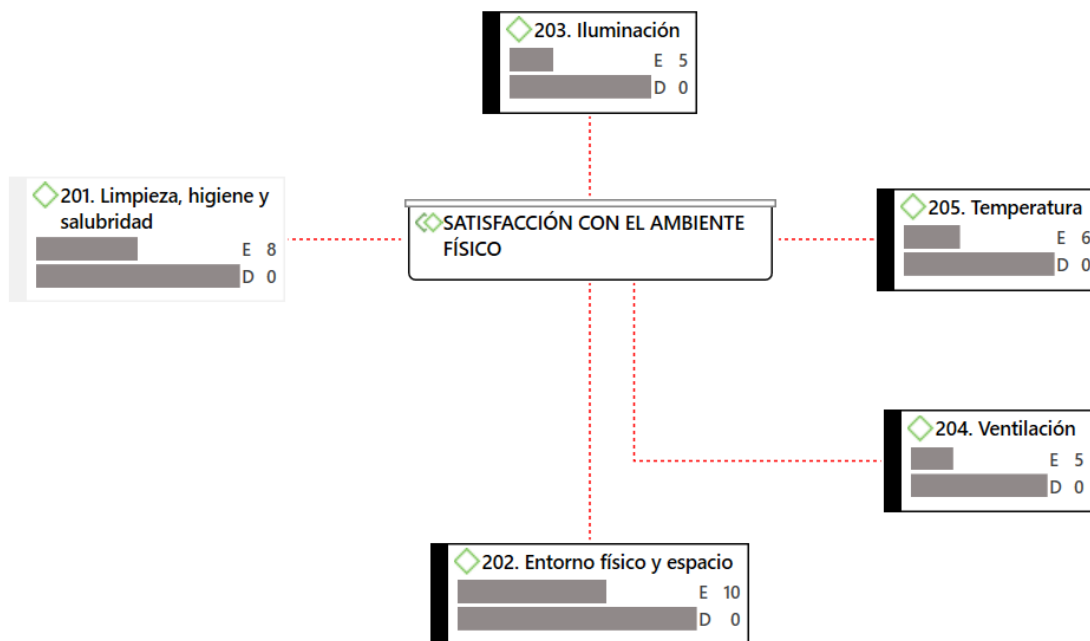 203. Iluminación
E 5
D 0
201. Limpieza, higiene y
salubridad
E 8
D 0
SATISFACCIÓN CON EL AMBIENTE
FÍSICO
205. Temperatura
E 6
D 0
204. Ventilación
E 5
D 0
202. Entorno físico y espacio
E 10
D 0